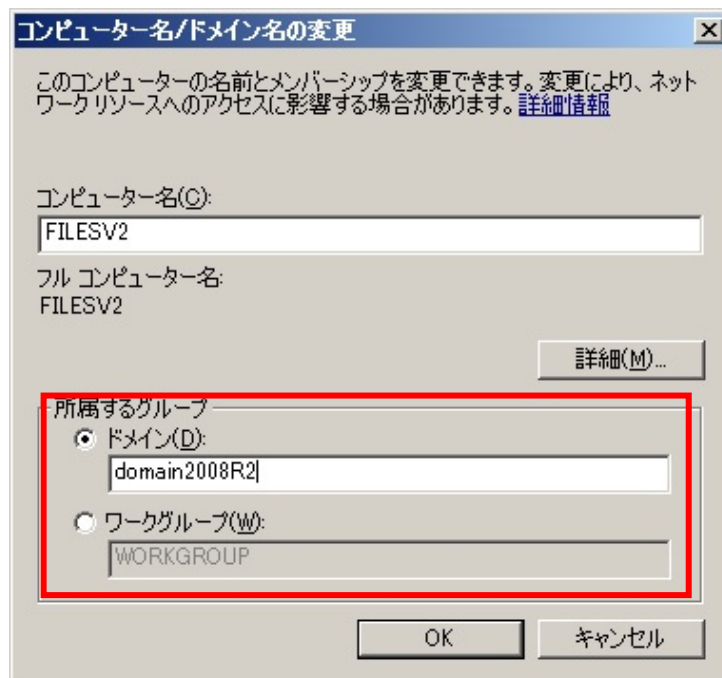 コンピューター名/ドメイン名の変更
このコンピューターの名前とメンバーシップを変更できます。変更により、ネット
ワーク リソースへのアクセスに影響する場合があります。詳細情報
コンピューター名(C):
FILESV2
フル コンピューター名:
FILESV2
詳細(M)...
所属するグループ
ドメイン(D):
domain2008R2
ワークグループ(W):
WORKGROUP
OK キャンセル